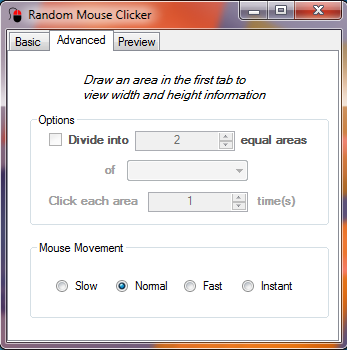 Random Mouse Clicker
Basic Advanced Preview
Draw an area in the first tab to
view width and height information
Options
Divide into 2 equal areas
of
Click each area 1 time(s)
Mouse Movement
Slow Normal Fast Instant